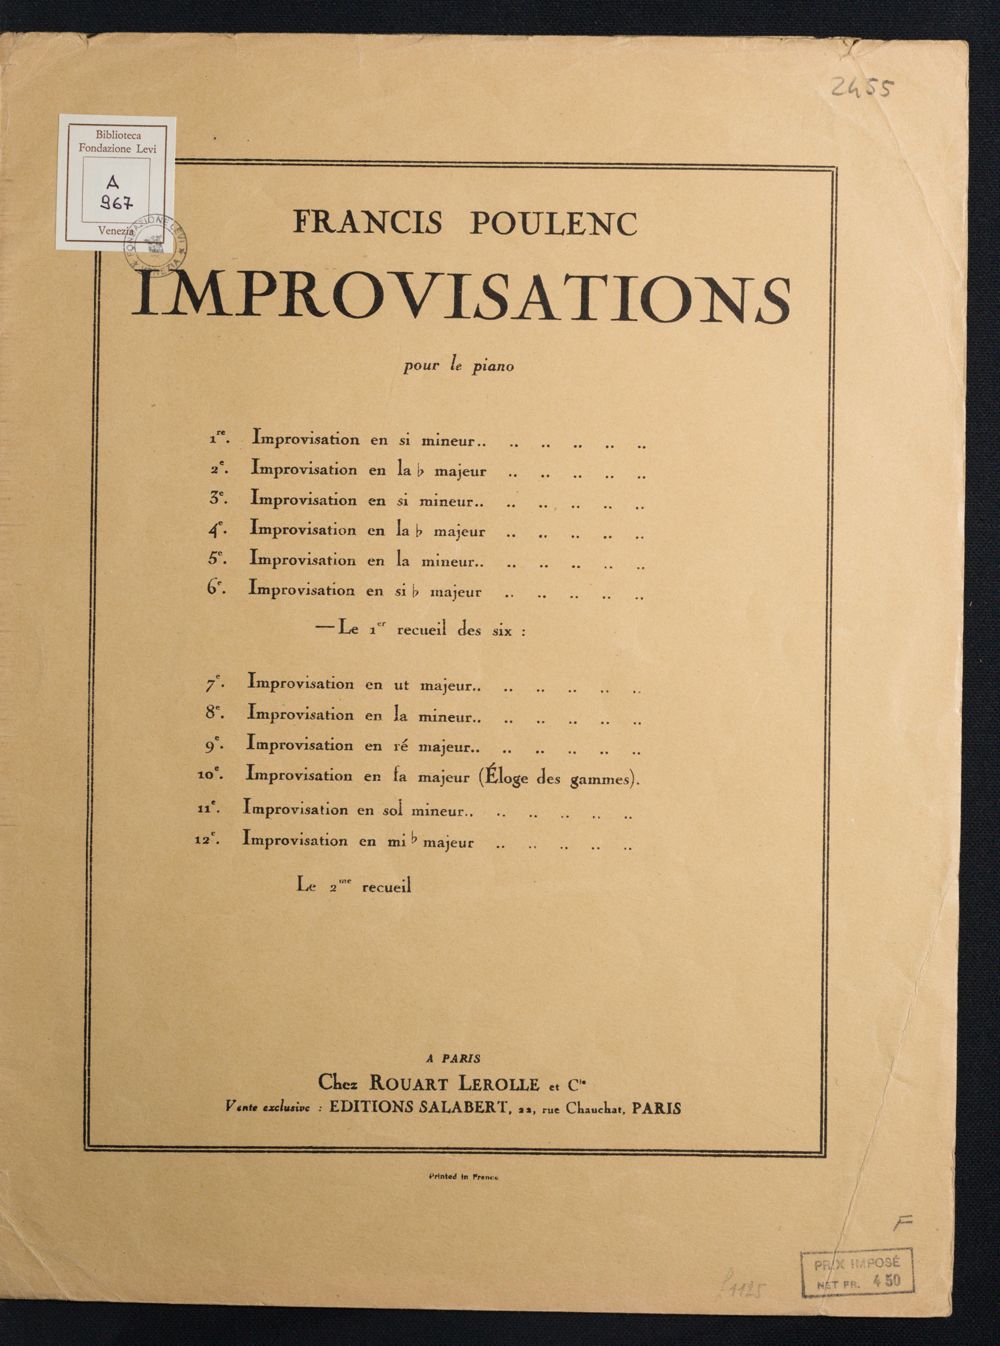 2455
Biblioteca
Fondazione Levi
A
967
Venezia
FONDASIONE LEVI
VENEZIA
FRANCIS POULENC
IMPROVISATIONS
pour le piano
1re. Improvisation en si mineur.. .. .. .. .. ..
2e. Improvisation en la♭ majeur .. .. .. .. ..
3e. Improvisation en si mineur.. .. .. .. .. ..
4e. Improvisation en la♭ majeur .. .. .. .. ..
5e. Improvisation en la mineur.. .. .. .. .. ..
6e. Improvisation en si♭ majeur .. .. .. .. ..
—Le 1er recueil des six :
7e. Improvisation en ut majeur.. .. .. .. .. ..
8e. Improvisation en la mineur.. .. .. .. .. ..
9e. Improvisation en ré majeur.. .. .. .. .. ..
10e. Improvisation en fa majeur (Éloge des gammes).
11e. Improvisation en sol mineur.. .. .. .. .. ..
12e. Improvisation en mi♭ majeur .. .. .. .. ..
Le 2me recueil
A PARIS
Chez ROUART LEROLLE et Cie
Vente exclusive : EDITIONS SALABERT, 22, rue Chauchat, PARIS
Printed in France
F
PRIX IMPOSÉ
NET FR. 4 50
1125